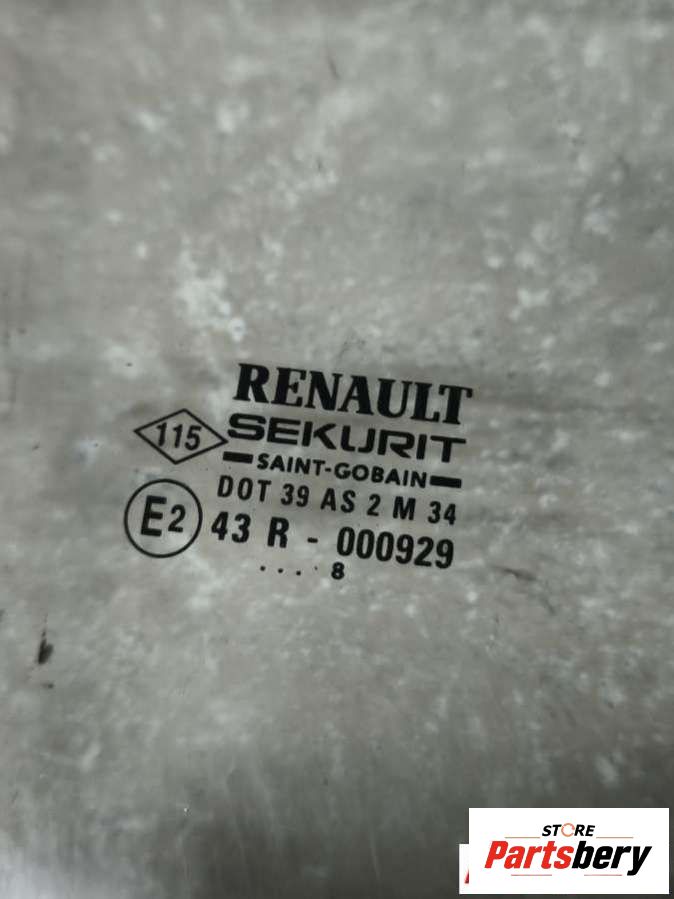 RENAULT
115 SEKURIT
SAINT-GOBAIN
DOT 39 AS 2 M 34
E2 43 R - 000929
. . . . 8
STORE
Partsbery